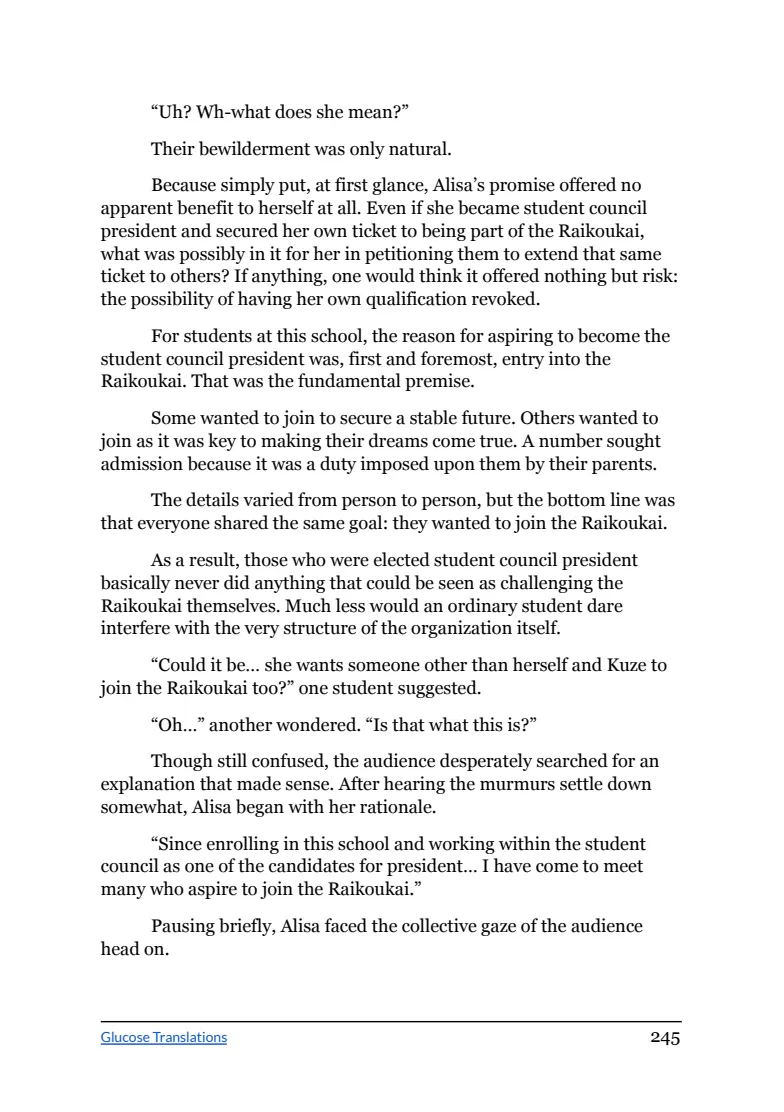 “Uh? Wh-what does she mean?”
Their bewilderment was only natural.
Because simply put, at first glance, Alisa’s promise offered no
apparent benefit to herself at all. Even if she became student council
president and secured her own ticket to being part of the Raikoukai,
what was possibly in it for her in petitioning them to extend that same
ticket to others? If anything, one would think it offered nothing but risk:
the possibility of having her own qualification revoked.
For students at this school, the reason for aspiring to become the
student council president was, first and foremost, entry into the
Raikoukai. That was the fundamental premise.
Some wanted to join to secure a stable future. Others wanted to
join as it was key to making their dreams come true. A number sought
admission because it was a duty imposed upon them by their parents.
The details varied from person to person, but the bottom line was
that everyone shared the same goal: they wanted to join the Raikoukai.
As a result, those who were elected student council president
basically never did anything that could be seen as challenging the
Raikoukai themselves. Much less would an ordinary student dare
interfere with the very structure of the organization itself.
“Could it be… she wants someone other than herself and Kuze to
join the Raikoukai too?” one student suggested.
“Oh…” another wondered. “Is that what this is?”
Though still confused, the audience desperately searched for an
explanation that made sense. After hearing the murmurs settle down
somewhat, Alisa began with her rationale.
“Since enrolling in this school and working within the student
council as one of the candidates for president… I have come to meet
many who aspire to join the Raikoukai.”
Pausing briefly, Alisa faced the collective gaze of the audience
head on.
Glucose Translations 245